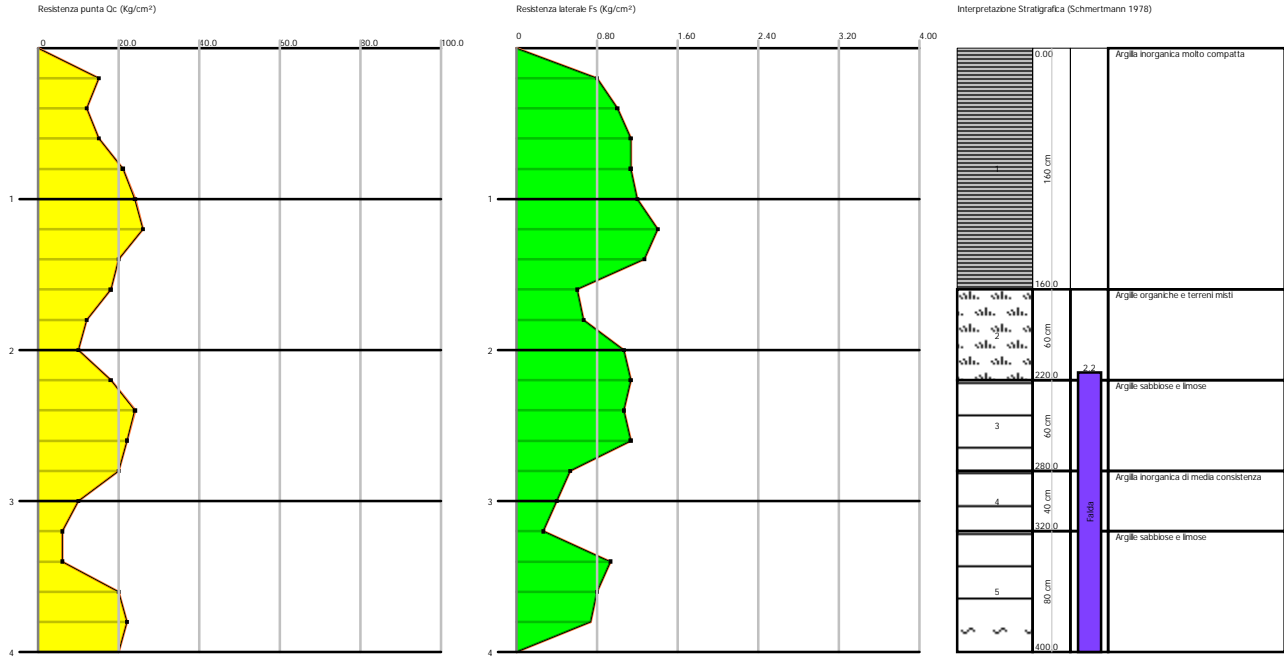 Resistenza punta Qc (Kg/cm²)
0 20.0 40.0 50.0 80.0 100.0
1
2
3
4
Resistenza laterale Fs (Kg/cm²)
0 0.80 1.60 2.40 3.20 4.00
1
2
3
4
Interpretazione Stratigrafica (Schmertmann 1978)
0.00
Argilla inorganica molto compatta
1
160 cm
160.0
Argille organiche e terreni misti
2
60 cm
2.2
220.0
Argille sabbiose e limose
3
60 cm
280.0
Argilla inorganica di media consistenza
4
40 cm
Falda
320.0
Argille sabbiose e limose
5
80 cm
400.0